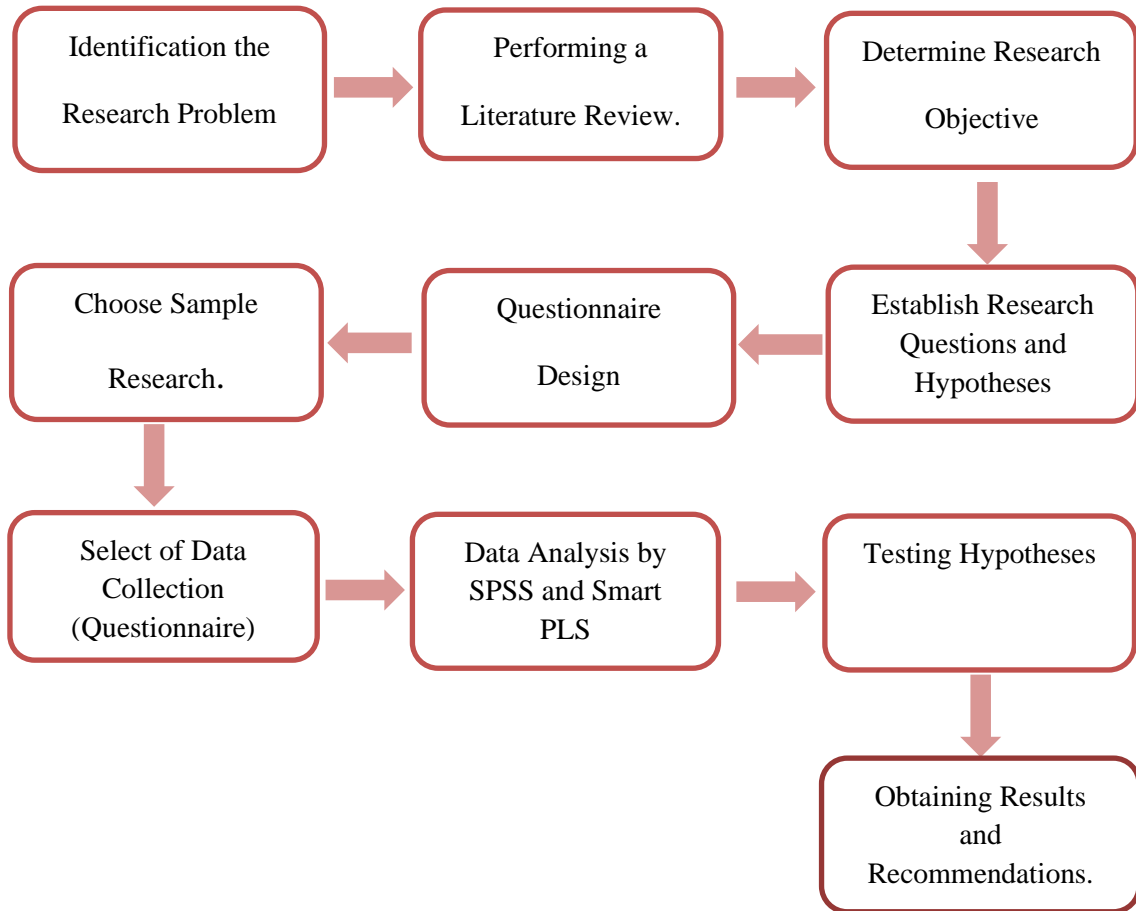 Identification the
Research Problem
Performing a
Literature Review.
Determine Research
Objective
Establish Research
Questions and
Hypotheses
Questionnaire
Design
Choose Sample
Research.
Select of Data
Collection
(Questionnaire)
Data Analysis by
SPSS and Smart
PLS
Testing Hypotheses
Obtaining Results
and
Recommendations.